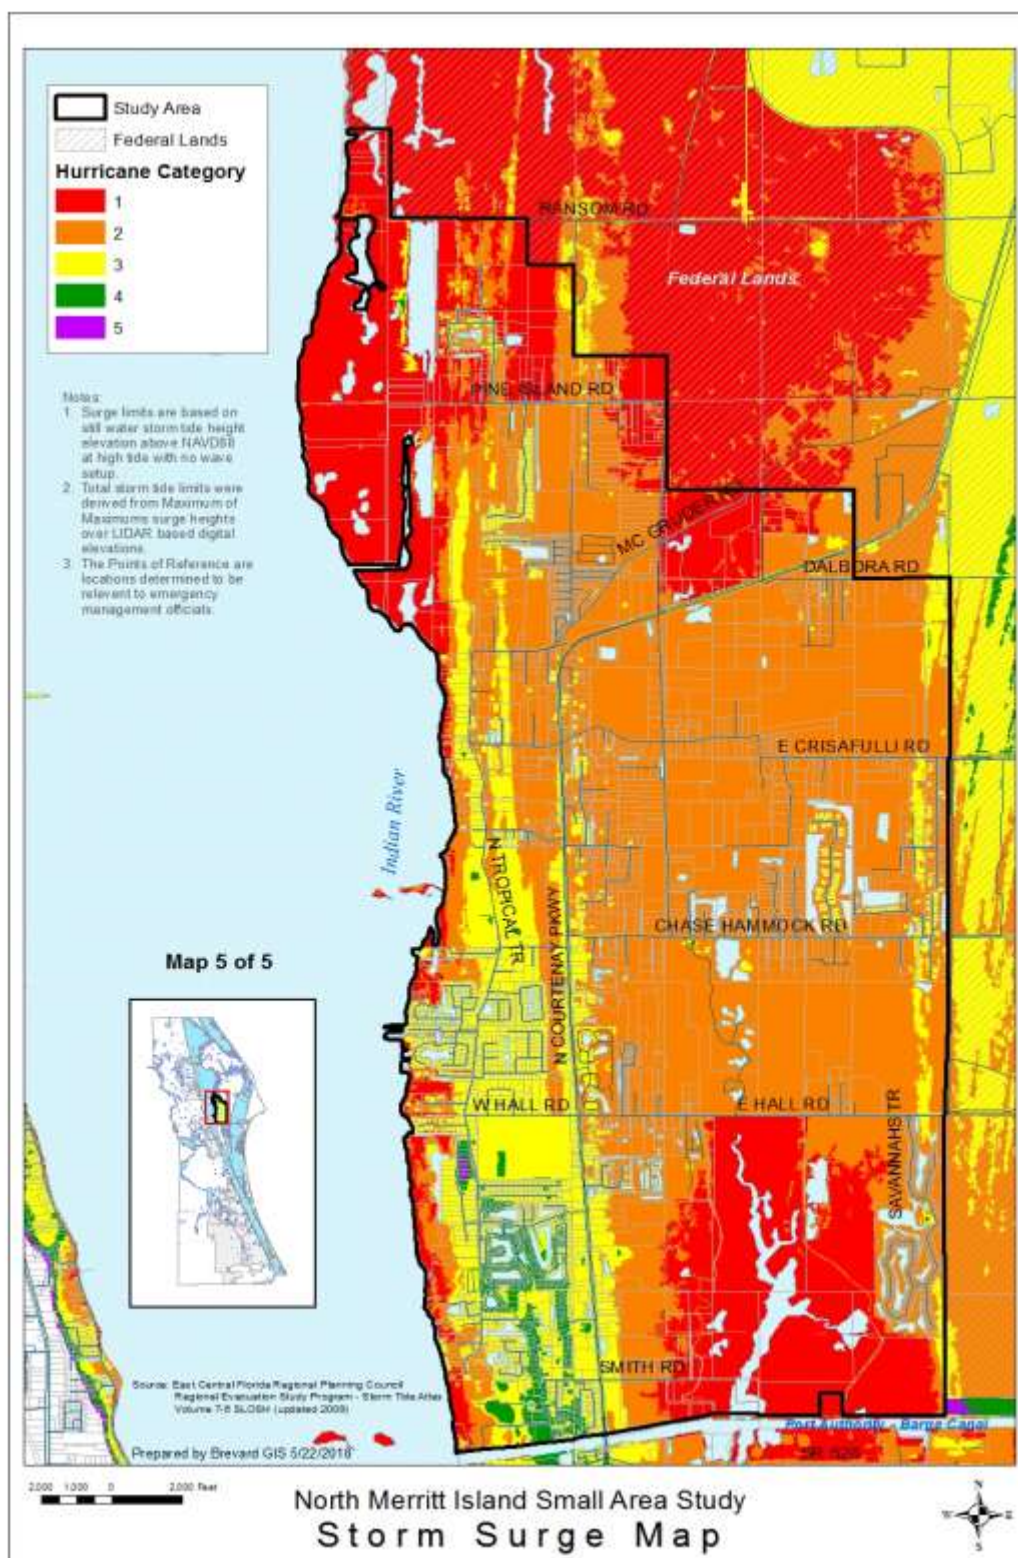 Study Area
Federal Lands
Hurricane Category
1
2
3
4
5
Notes:
1. Surge limits are based on
still water storm tide height
elevation above NAVD88
at high tide with no wave
setup.
2. Total storm tide limits were
derived from Maximum of
Maximums surge heights
over LIDAR based digital
elevations.
3. The Points of Reference are
locations determined to be
relevant to emergency
management officials.
RANSOM RD
Federal Lands
PINE ISLAND RD
MC GRUDER RD
DALBORA RD
E CRISAFULLI RD
Indian River
N TROPICAL TR
N COURTENAY PKWY
CHASE HAMMOCK RD
Map 5 of 5
W HALL RD
E HALL RD
SAVANNAHS TR
SMITH RD
Source: East Central Florida Regional Planning Council
Regional Evacuation Study Program - Storm Tide Atlas
Volume 7-5 SLOSH (updated 2009)
Port Authority - Barge Canal
SR 528
Prepared by Brevard GIS 5/22/2018
2,000 1,000 0 2,000 Feet
N
W E
S
North Merritt Island Small Area Study
Storm Surge Map